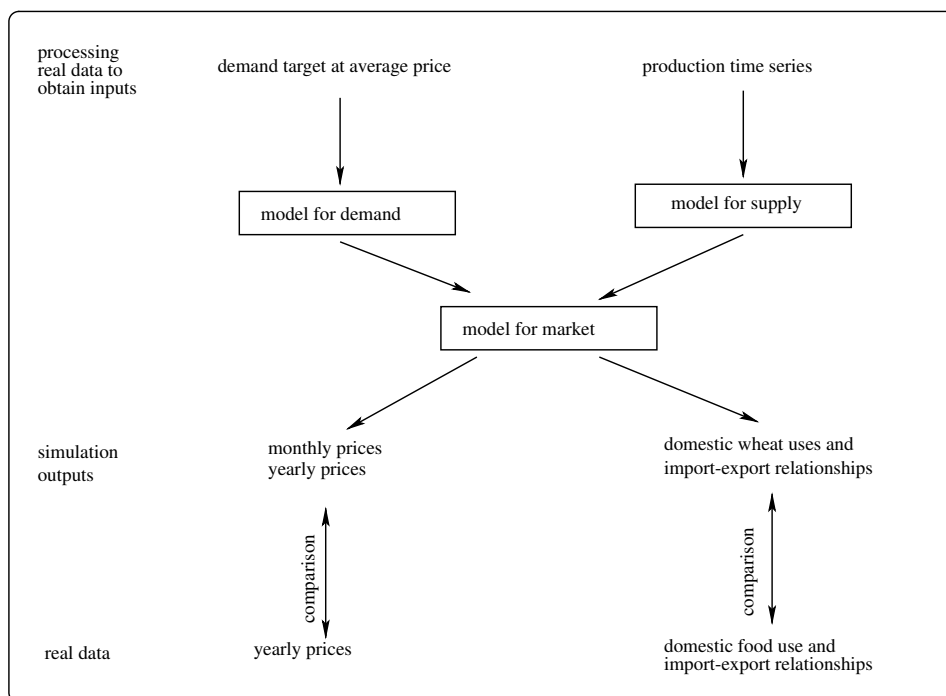 processing
real data to
obtain inputs
demand target at average price
production time series
model for demand
model for supply
model for market
simulation
outputs
monthly prices
yearly prices
domestic wheat uses and
import-export relationships
comparison
comparison
real data
yearly prices
domestic food use and
import-export relationships